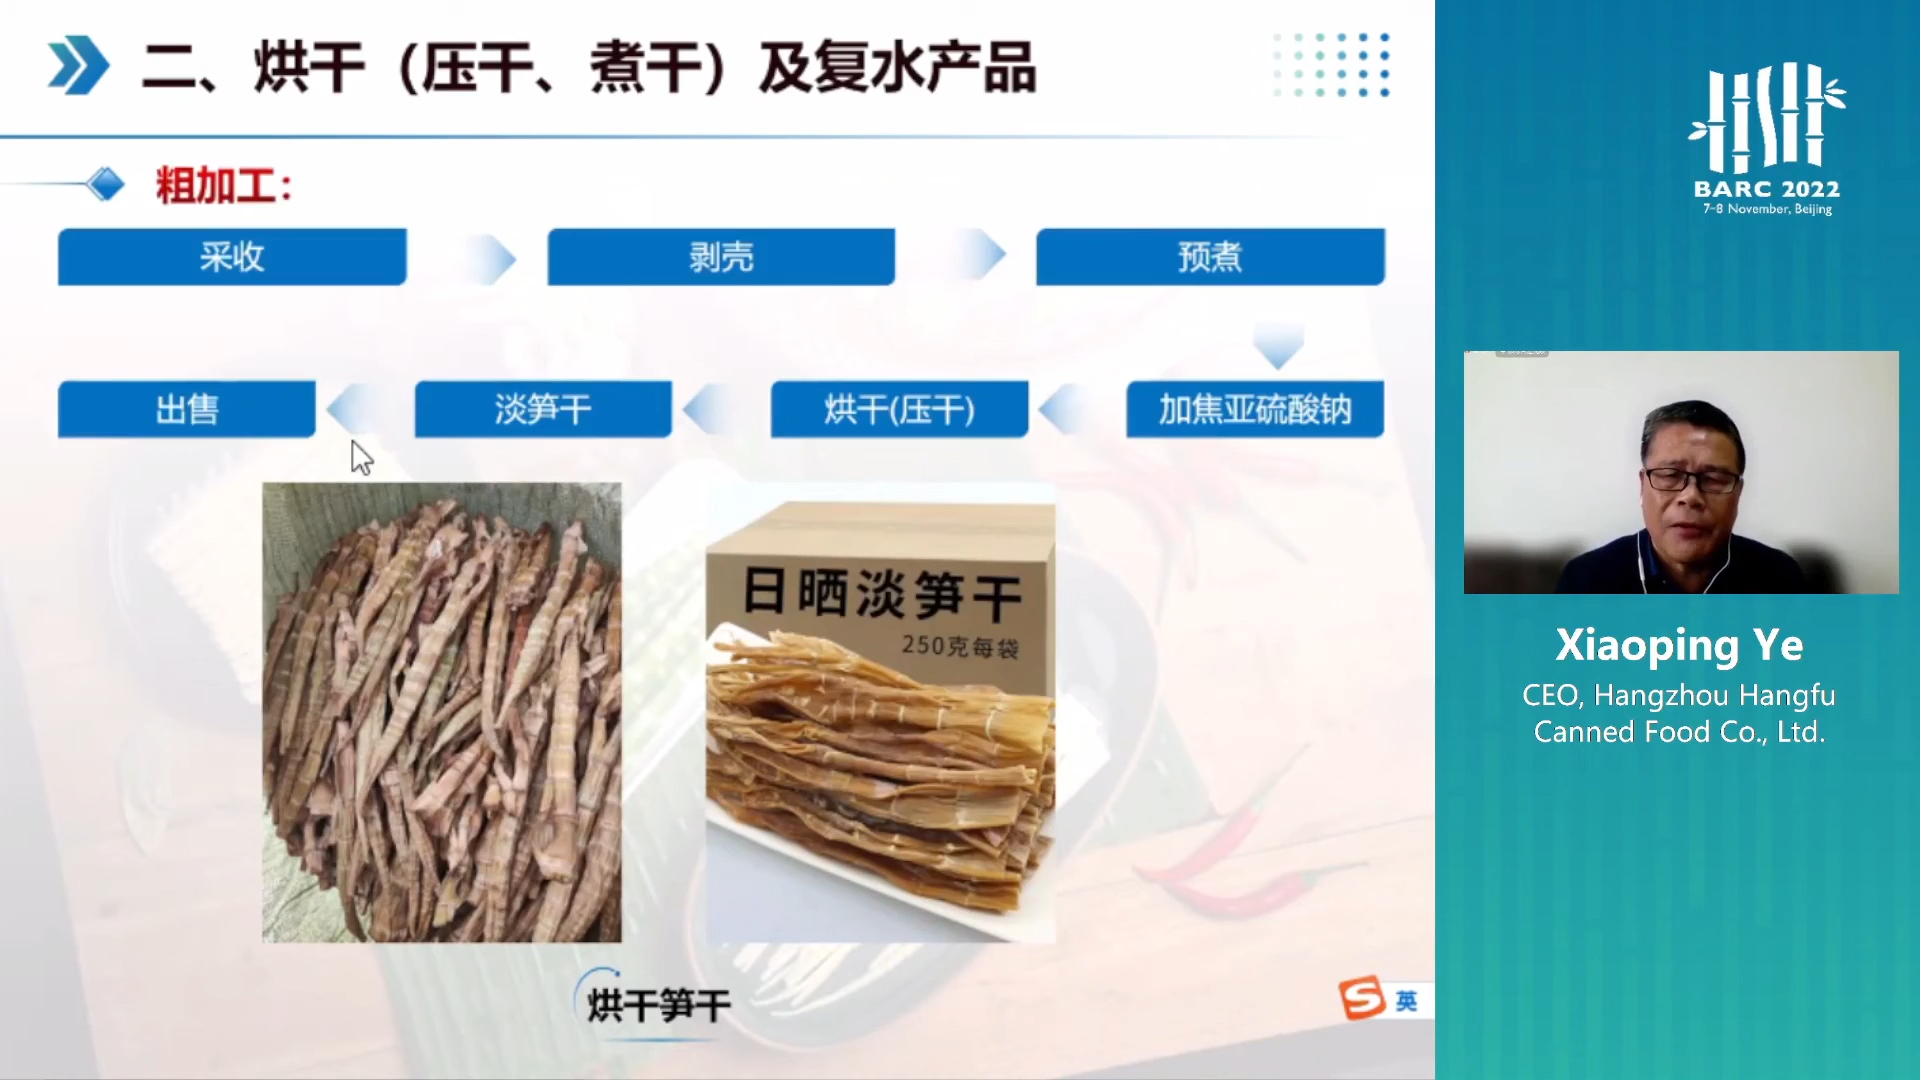 二、烘干（压干、煮干）及复水产品
粗加工：
采收
剥壳
预煮
出售
淡笋干
烘干(压干)
加焦亚硫酸钠
日晒淡笋干
250克每袋
烘干笋干
S 英
BARC 2022
7-8 November, Beijing
Xiaoping Ye
CEO, Hangzhou Hangfu
Canned Food Co., Ltd.